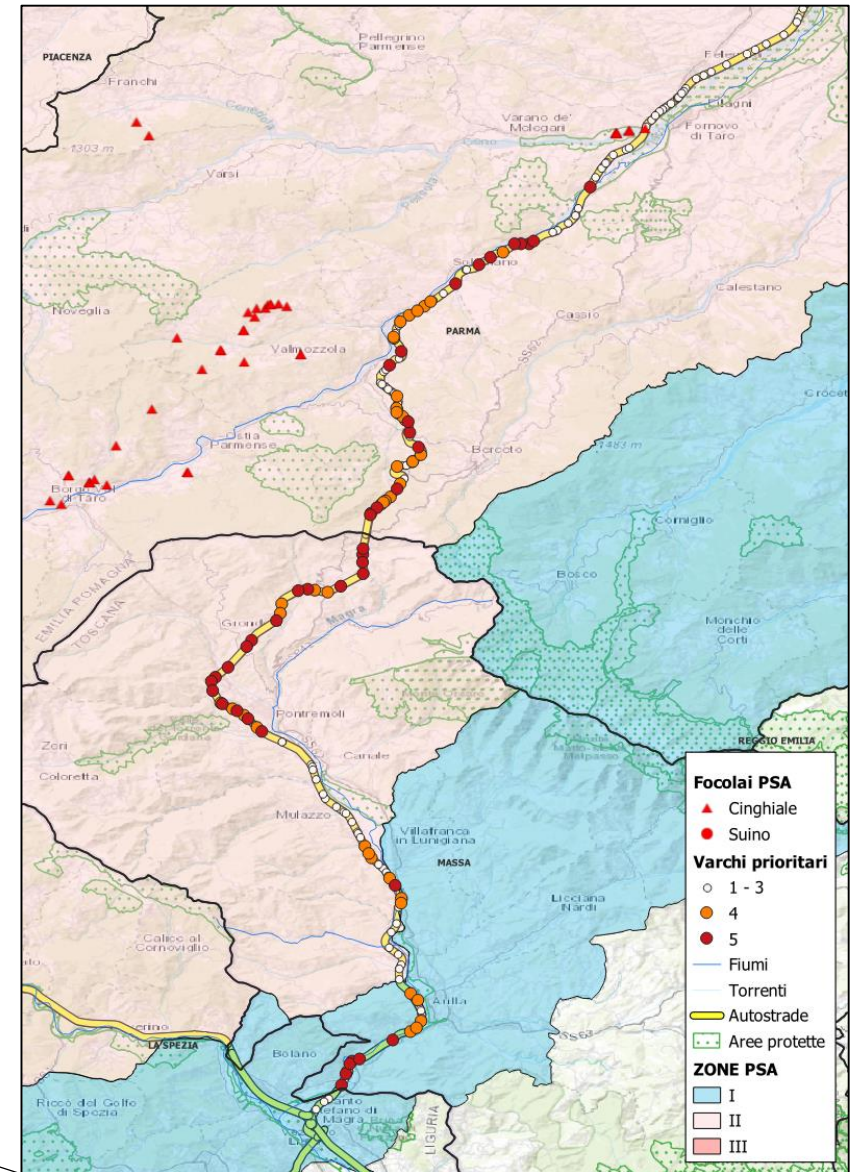 Pellegrino
Parmense
PIACENZA
Franchi
Varano de'
Melegari
Fornovo
di Taro
Ceno
1303 m
Varsi
Calestano
Noveglia
Cassio
SS62
PARMA
Valmozzola
Ostia
Parmense
Berceto
1483 m
Borgo Val
di Taro
Corniglio
EMILIA ROMAGNA
TOSCANA
Bosco
Magra
Monchio
delle
Corti
Pontremoli
REGGIO EMILIA
Zeri
Coloretta
Canale
Mulazzo
Villafranca
in Lunigiana
MASSA
Licciana
Nardi
Calice al
Cornoviglio
Aulla
SS63
LA SPEZIA
Bolano
Riccò del Golfo
di Spezia
LIGURIA
Focolai PSA
Cinghiale
Suino
Varchi prioritari
1 - 3
4
5
Fiumi
Torrenti
Autostrade
Aree protette
ZONE PSA
I
II
III